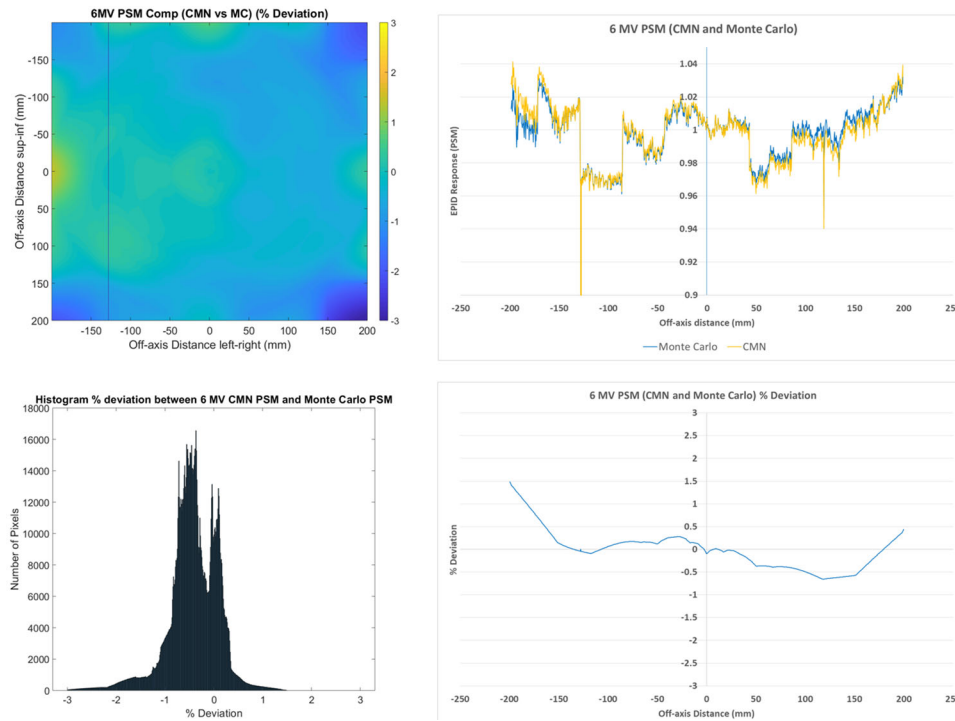 6MV PSM Comp (CMN vs MC) (% Deviation)
Off-axis Distance sup-inf (mm)
-150
-100
-50
0
50
100
150
200
-150 -100 -50 0 50 100 150 200
Off-axis Distance left-right (mm)
3
2
1
0
-1
-2
-3
6 MV PSM (CMN and Monte Carlo)
EPID Response (PSM)
1.04
1.02
1
0.98
0.96
0.94
0.92
0.9
-250 -200 -150 -100 -50 0 50 100 150 200 25
Off-axis distance (mm)
Monte Carlo CMN
Histogram % deviation between 6 MV CMN PSM and Monte Carlo PSM
Number of Pixels
18000
16000
14000
12000
10000
8000
6000
4000
2000
0
-3 -2 -1 0 1 2 3
% Deviation
6 MV PSM (CMN and Monte Carlo) % Deviation
% Deviation
3
2.5
2
1.5
1
0.5
0
-0.5
-1
-1.5
-2
-2.5
-3
-250 -200 -150 -100 -50 0 50 100 150 200 25
Off-axis Distance (mm)